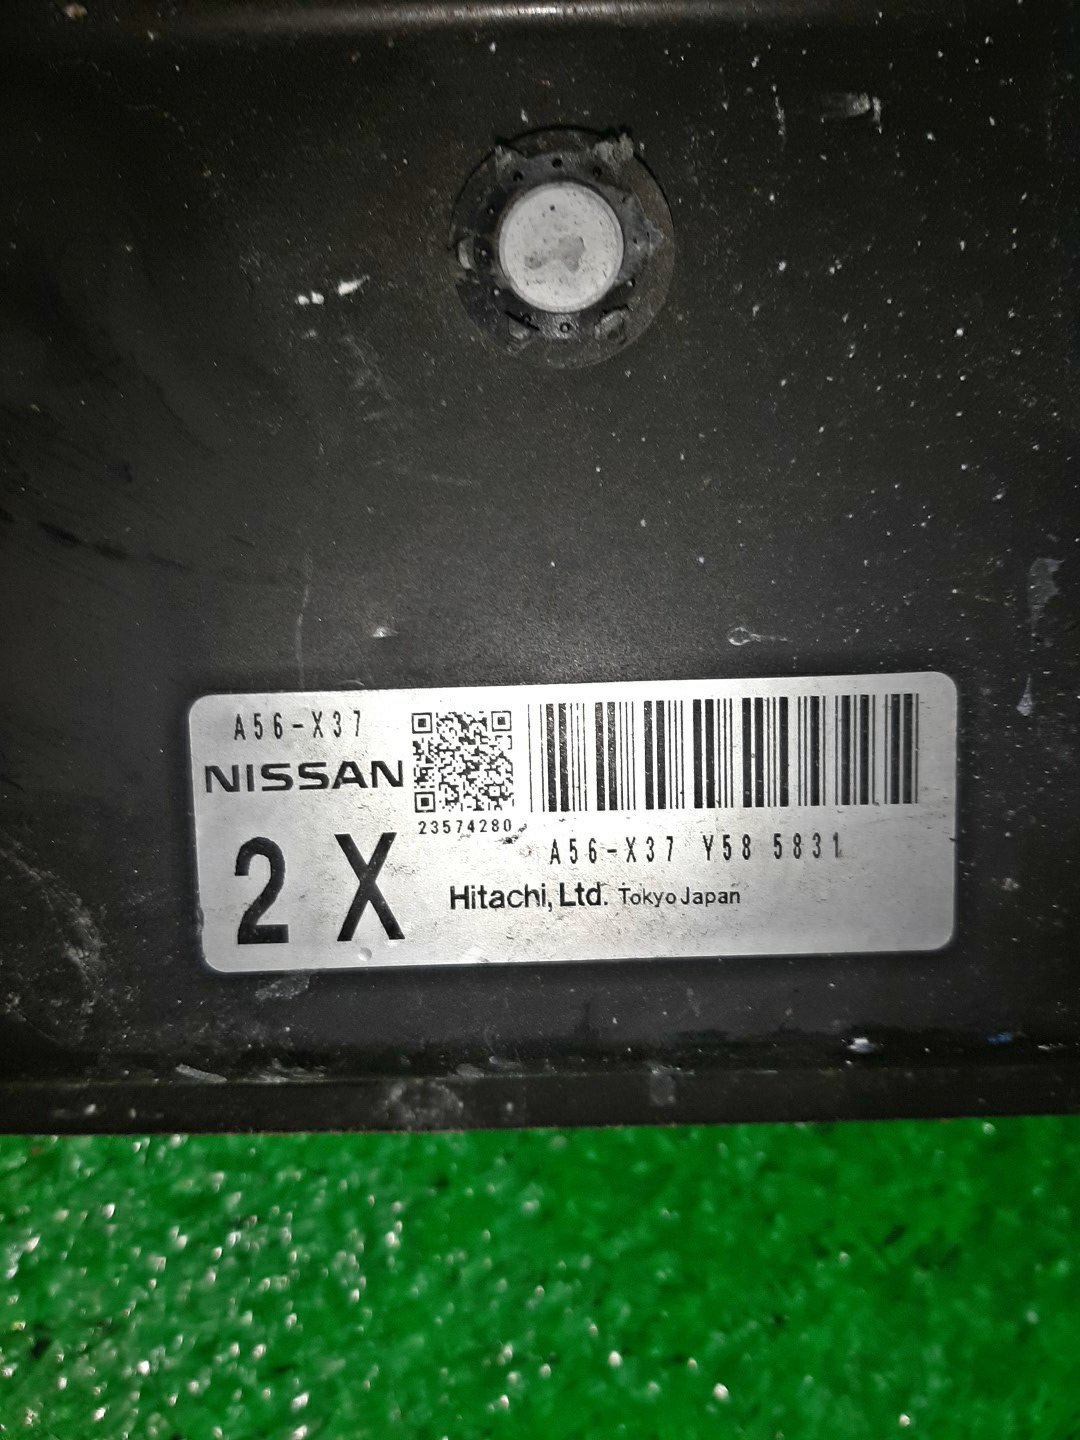 A56-X37
NISSAN
23574280
2 X
A56-X37 Y58 5831
Hitachi, Ltd. Tokyo Japan